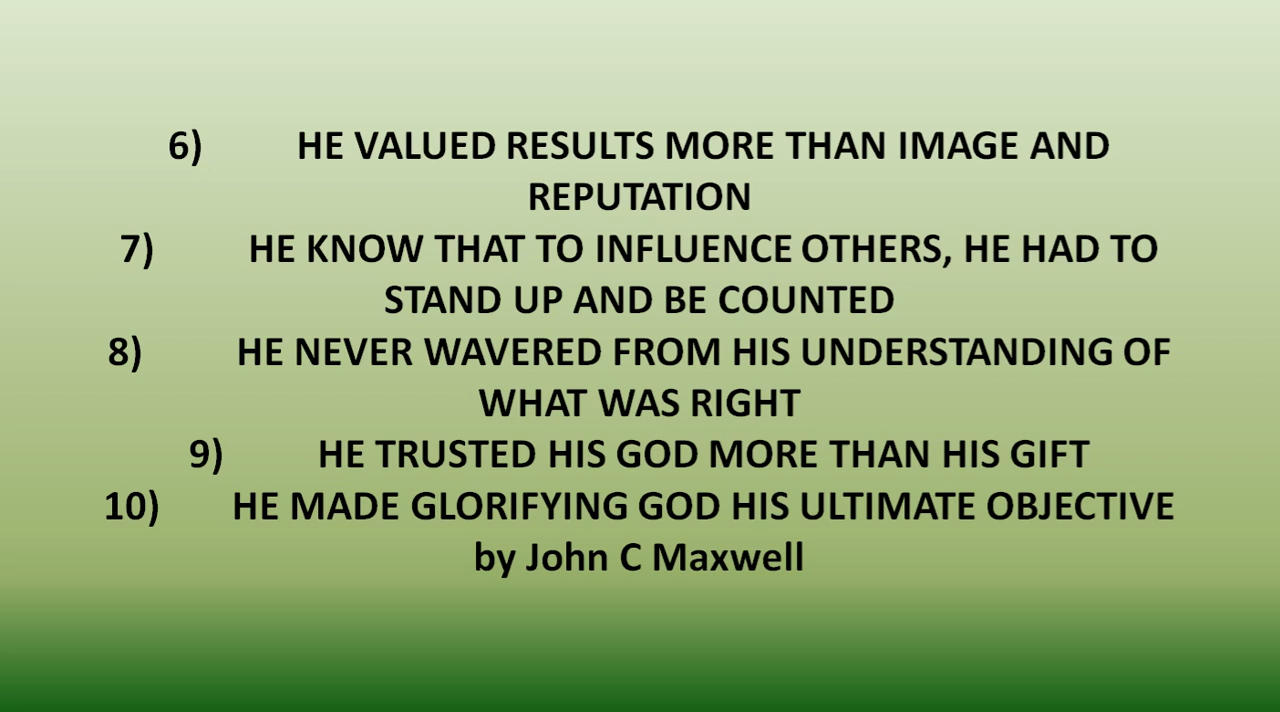 6) HE VALUED RESULTS MORE THAN IMAGE AND
REPUTATION
7) HE KNOW THAT TO INFLUENCE OTHERS, HE HAD TO
STAND UP AND BE COUNTED
8) HE NEVER WAVERED FROM HIS UNDERSTANDING OF
WHAT WAS RIGHT
9) HE TRUSTED HIS GOD MORE THAN HIS GIFT
10) HE MADE GLORIFYING GOD HIS ULTIMATE OBJECTIVE
by John C Maxwell